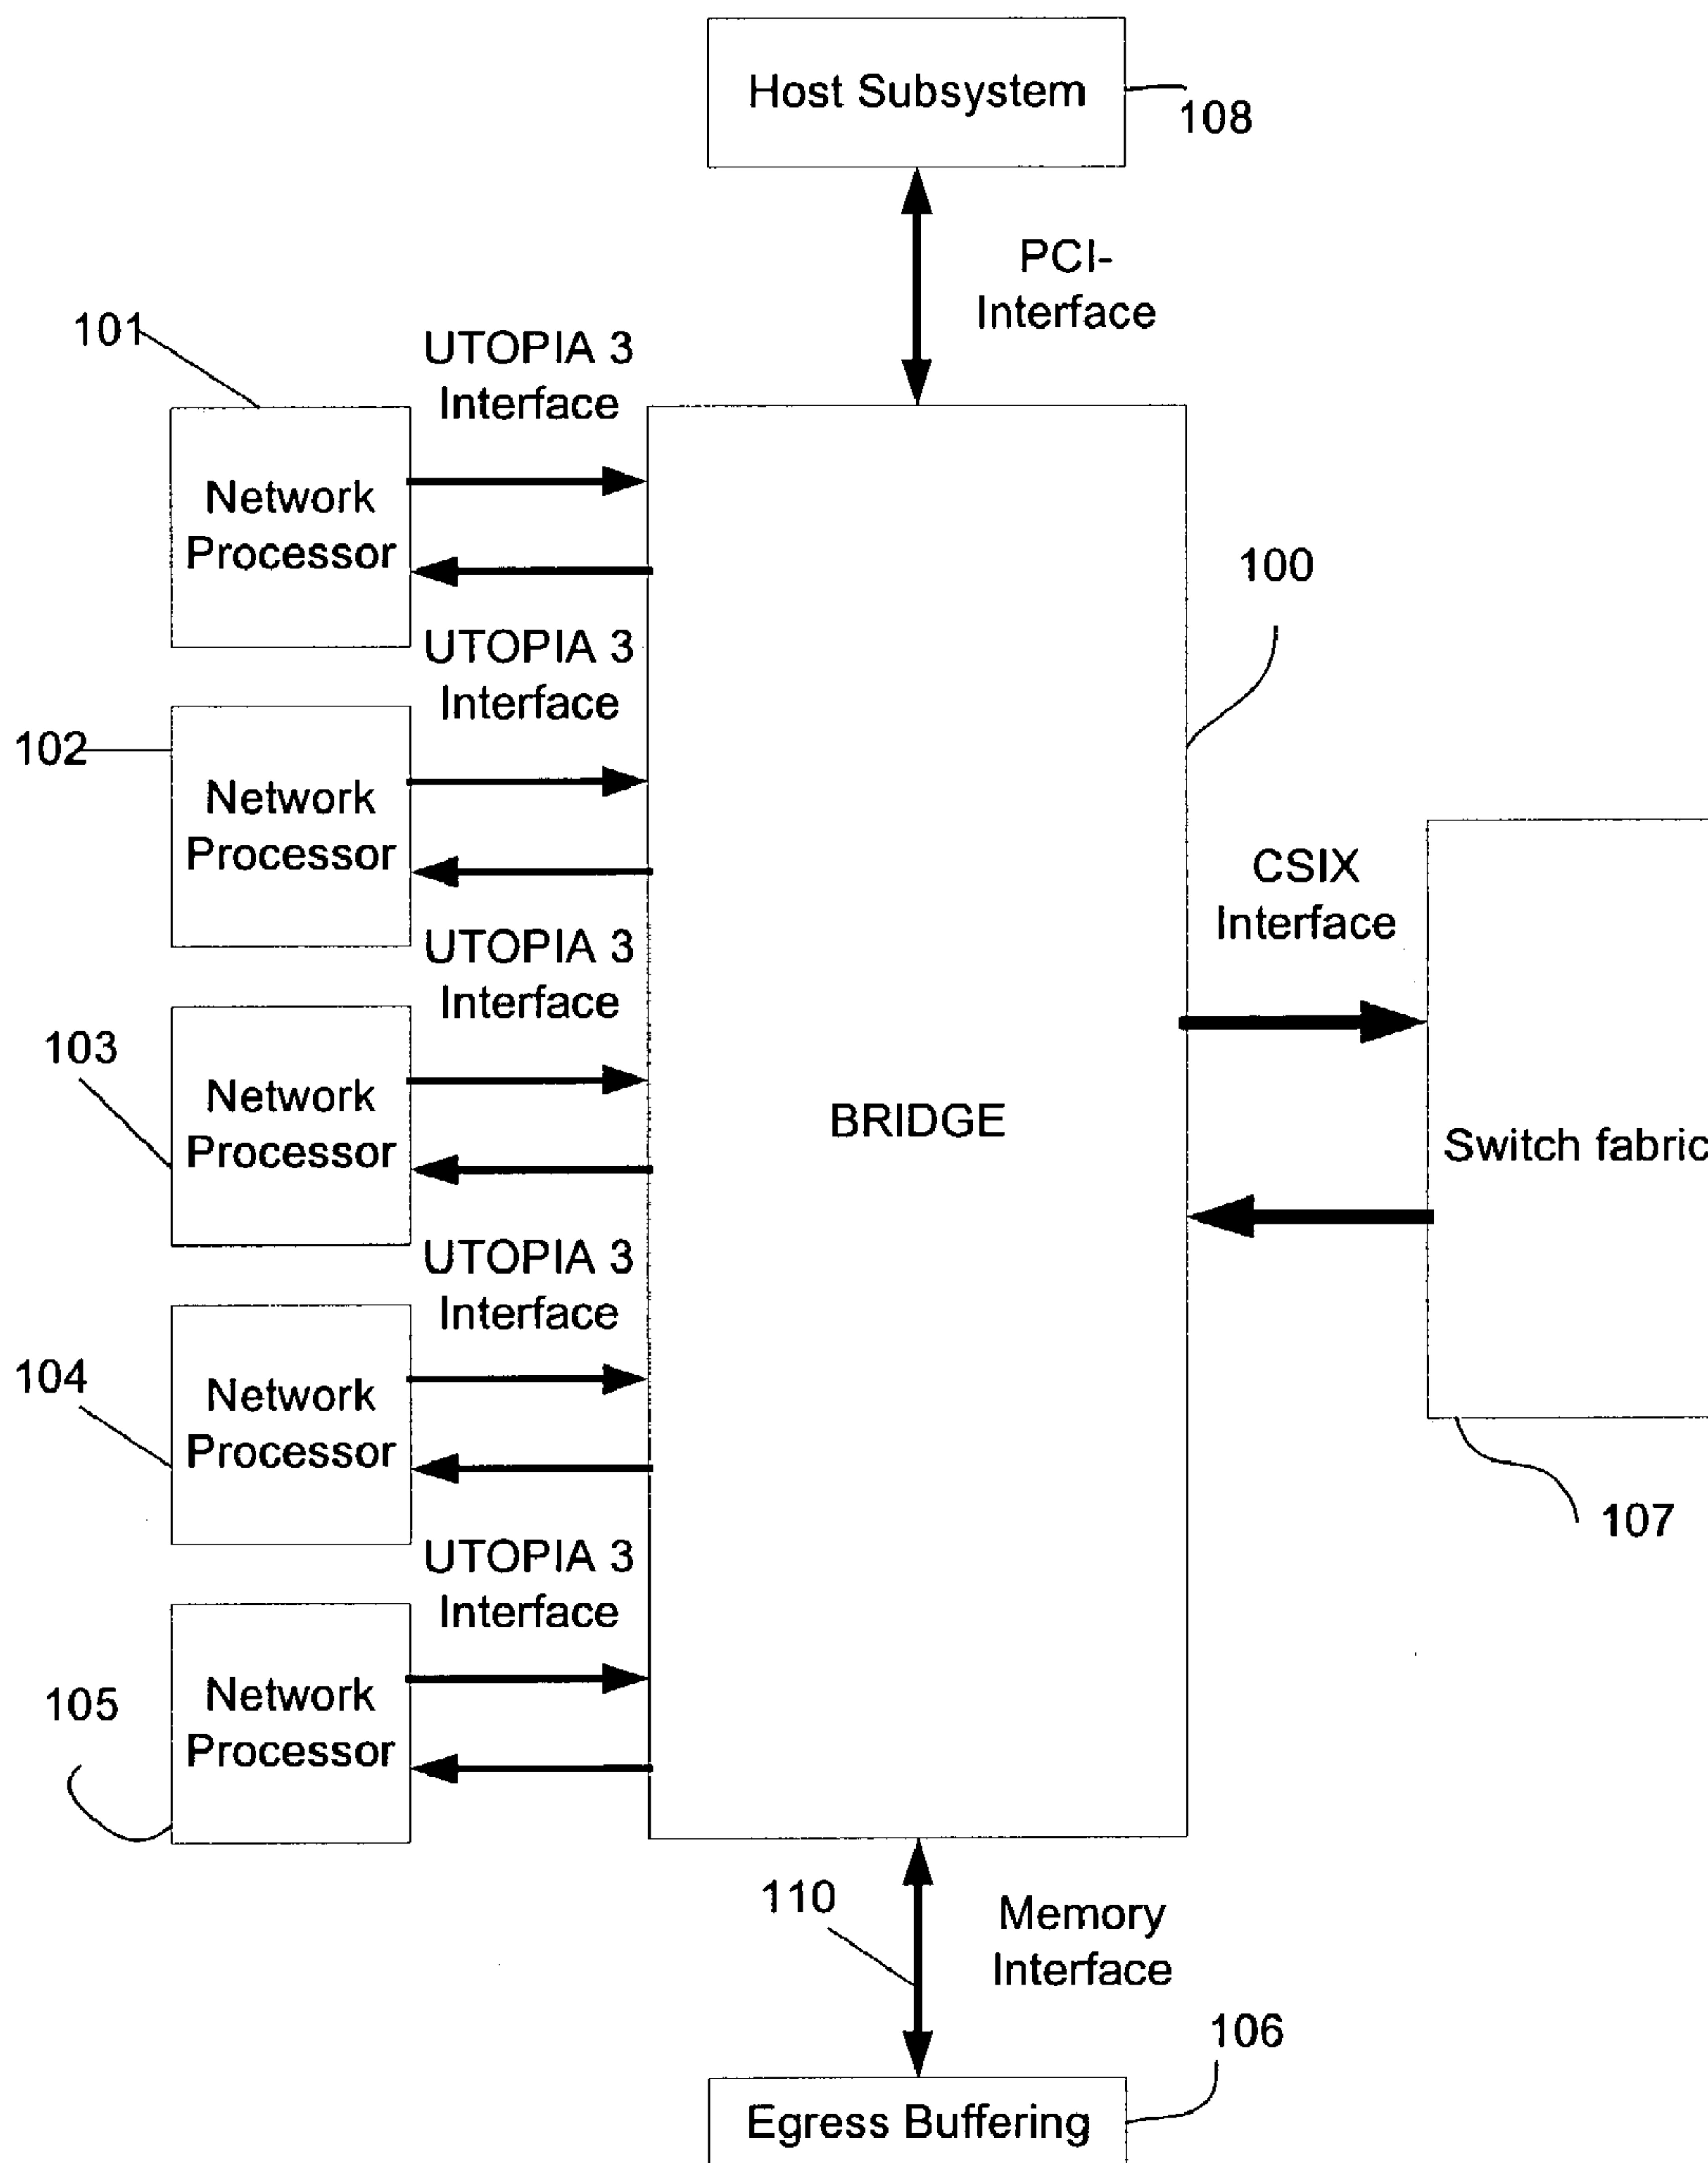 Host Subsystem
108
PCI-
Interface
101
UTOPIA 3
Interface
Network
Processor
100
UTOPIA 3
Interface
102
Network
Processor
CSIX
Interface
UTOPIA 3
Interface
103
Network
Processor
BRIDGE
Switch fabric
UTOPIA 3
Interface
104
Network
Processor
107
UTOPIA 3
Interface
105
Network
Processor
110
Memory
Interface
106
Egress Buffering